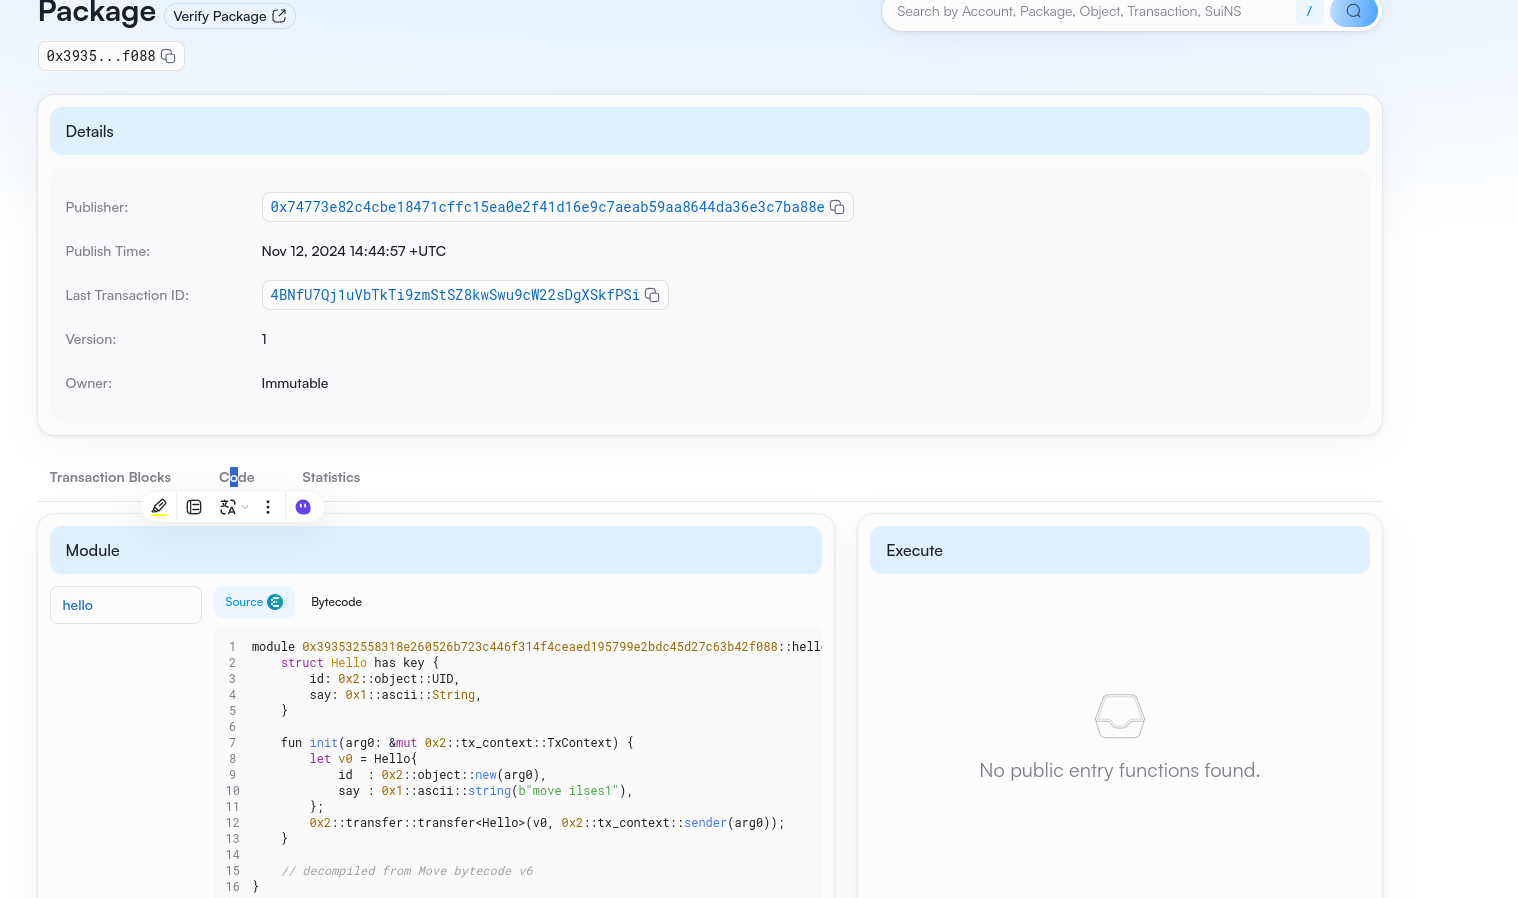 Package
Verify Package
Search by Account, Package, Object, Transaction, SuiNS
/
0x3935...f088
Details
Publisher:
0x74773e82c4cbe18471cffc15ea0e2f41d16e9c7aeab59aa8644da36e3c7ba88e
Publish Time:
Nov 12, 2024 14:44:57 +UTC
Last Transaction ID:
4BNfU7Qj1uVbTkTi9zmStSZ8kwSwu9cW22sDgXSkfPSi
Version:
1
Owner:
Immutable
Transaction Blocks
Code
Statistics
Module
Execute
hello
Source
Bytecode
1 module 0x393532558318e260526b723c446f314f4ceaed195799e2bdc45d27c63b42f088::hello
2     struct Hello has key {
3         id: 0x2::object::UID,
4         say: 0x1::ascii::String,
5     }
6
7     fun init(arg0: &mut 0x2::tx_context::TxContext) {
8         let v0 = Hello{
9             id  : 0x2::object::new(arg0),
10             say : 0x1::ascii::string(b"move ilses1"),
11         };
12         0x2::transfer::transfer<Hello>(v0, 0x2::tx_context::sender(arg0));
13     }
14
15     // decompiled from Move bytecode v6
16 }
No public entry functions found.